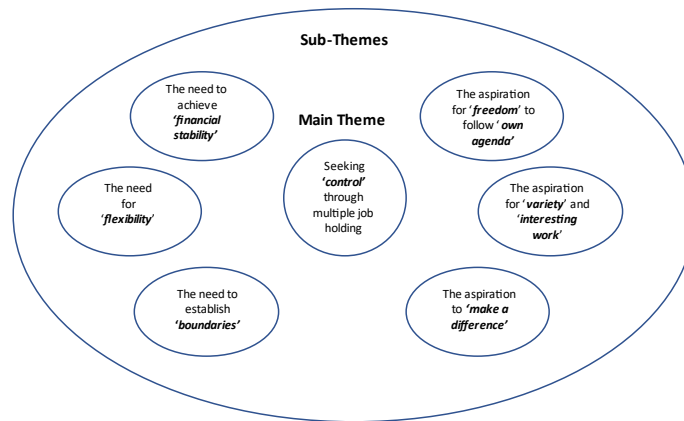 Sub-Themes
The need to
achieve
‘financial
stability’
The aspiration
for ‘freedom’ to
follow ‘own
agenda’
Main Theme
Seeking
‘control’
through
multiple job
holding
The need
for
‘flexibility’
The aspiration
for ‘variety’ and
‘interesting
work’
The need to
establish
‘boundaries’
The aspiration
to ‘make a
difference’